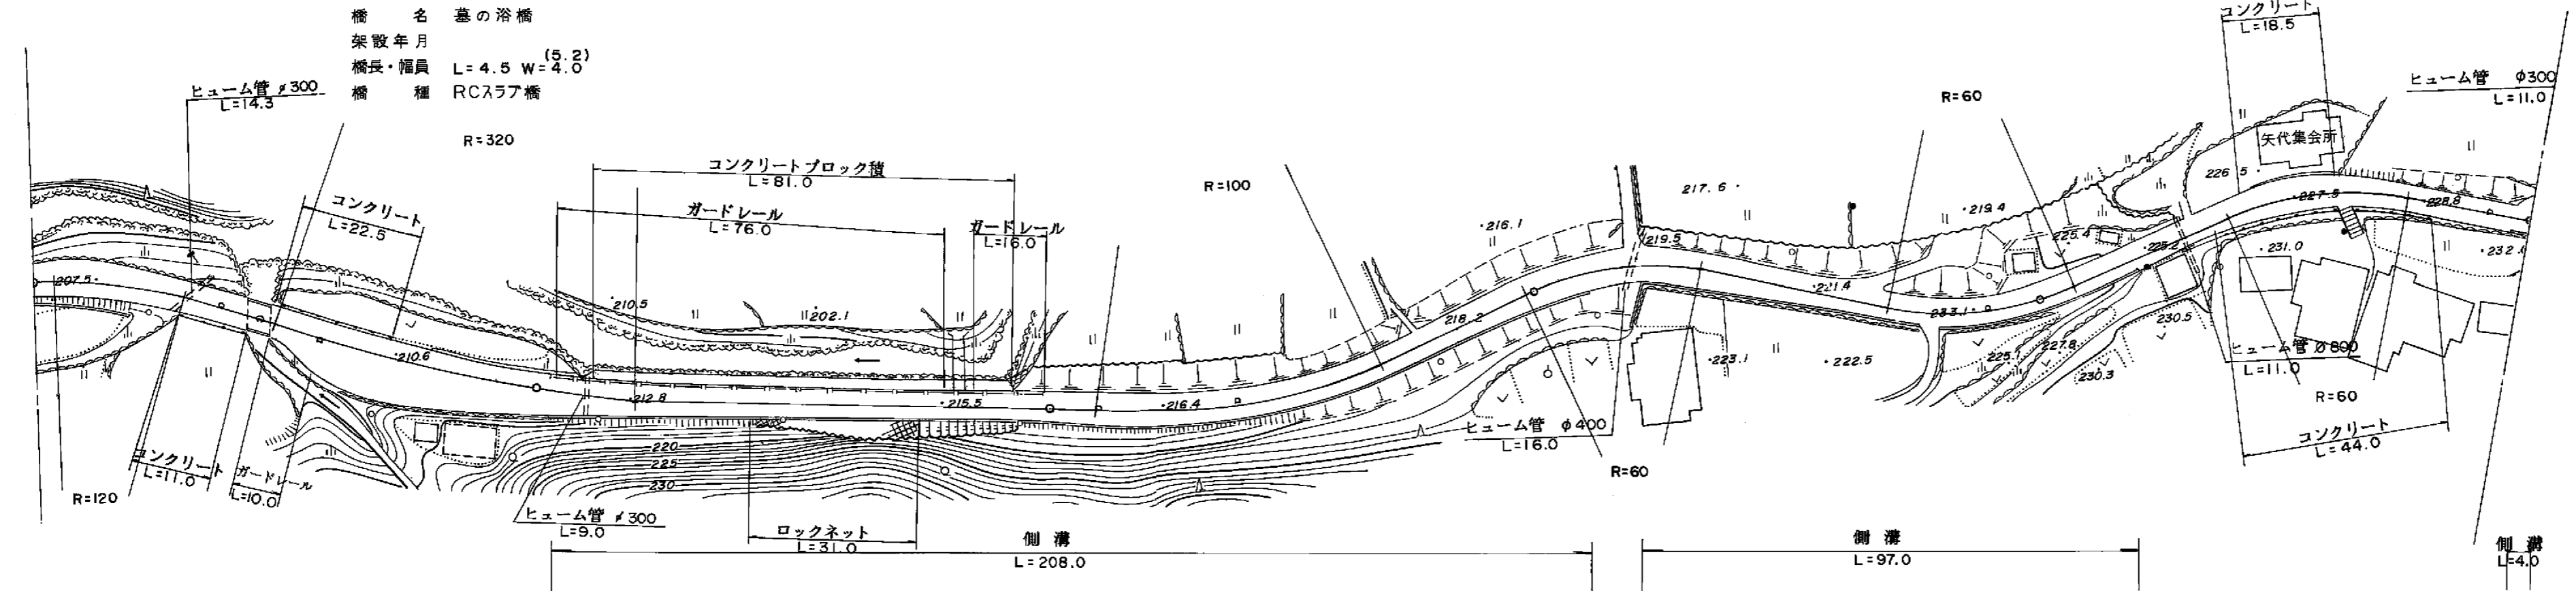 橋名 墓の浴橋
架設年月
橋長・幅員 L=4.5 W=4.0 (5.2)
橋種 RCスラブ橋
ヒューム管 φ300
L=14.3
R=320
コンクリート
L=22.5
コンクリートブロック積
L=81.0
ガードレール
L=76.0
ガードレール
L=16.0
R=100
R=60
コンクリート
L=18.5
ヒューム管 φ300
L=11.0
矢代集会所
207.5
210.6
210.5
202.1
212.8
215.5
216.4
216.1
218.2
219.5
217.6
219.4
221.4
223.1
222.5
233.1
225.4
225.2
226.5
227.5
228.8
231.0
232.
230.5
225.1
227.8
230.3
220
225
230
R=120
コンクリート
L=11.0
ガードレール
L=10.0
ヒューム管 φ300
L=9.0
ロックネット
L=31.0
側溝
L=208.0
ヒューム管 φ400
L=16.0
R=60
側溝
L=97.0
ヒューム管 φ800
L=11.0
R=60
コンクリート
L=44.0
側溝
L=4.0